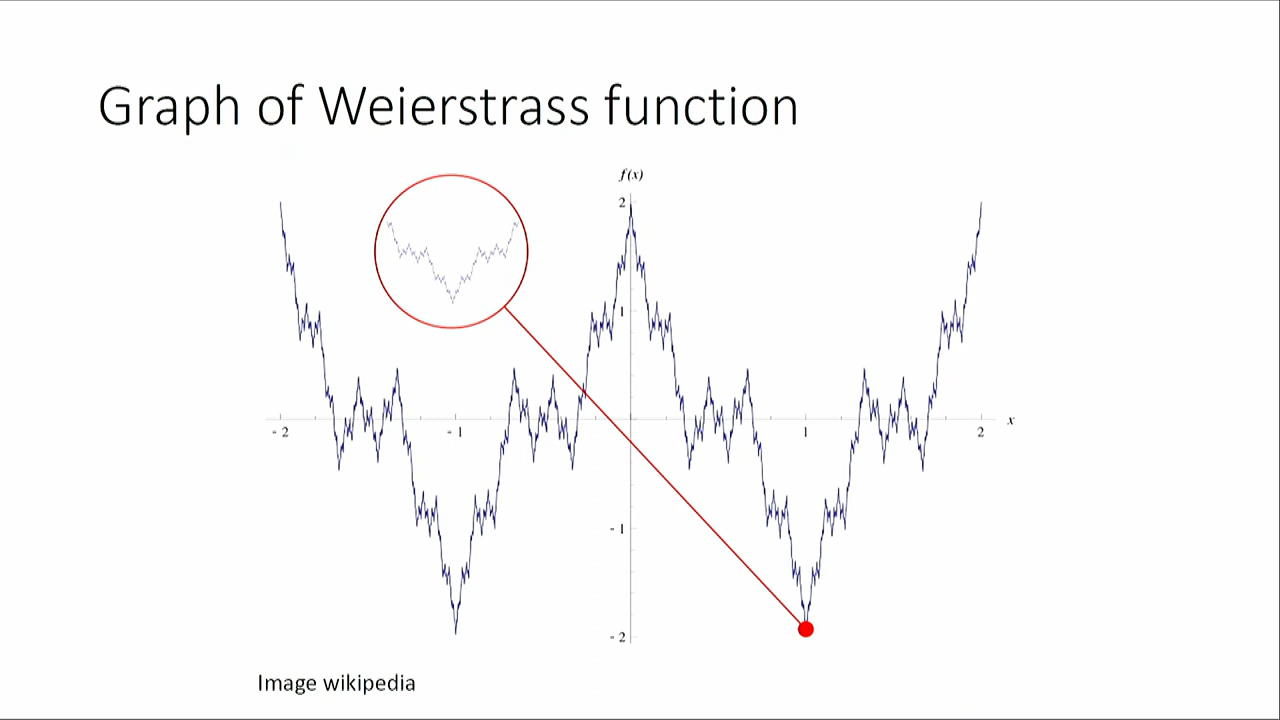 Graph of Weierstrass function
f(x)
2
1
- 2
- 1
1
2
x
- 1
- 2
Image wikipedia